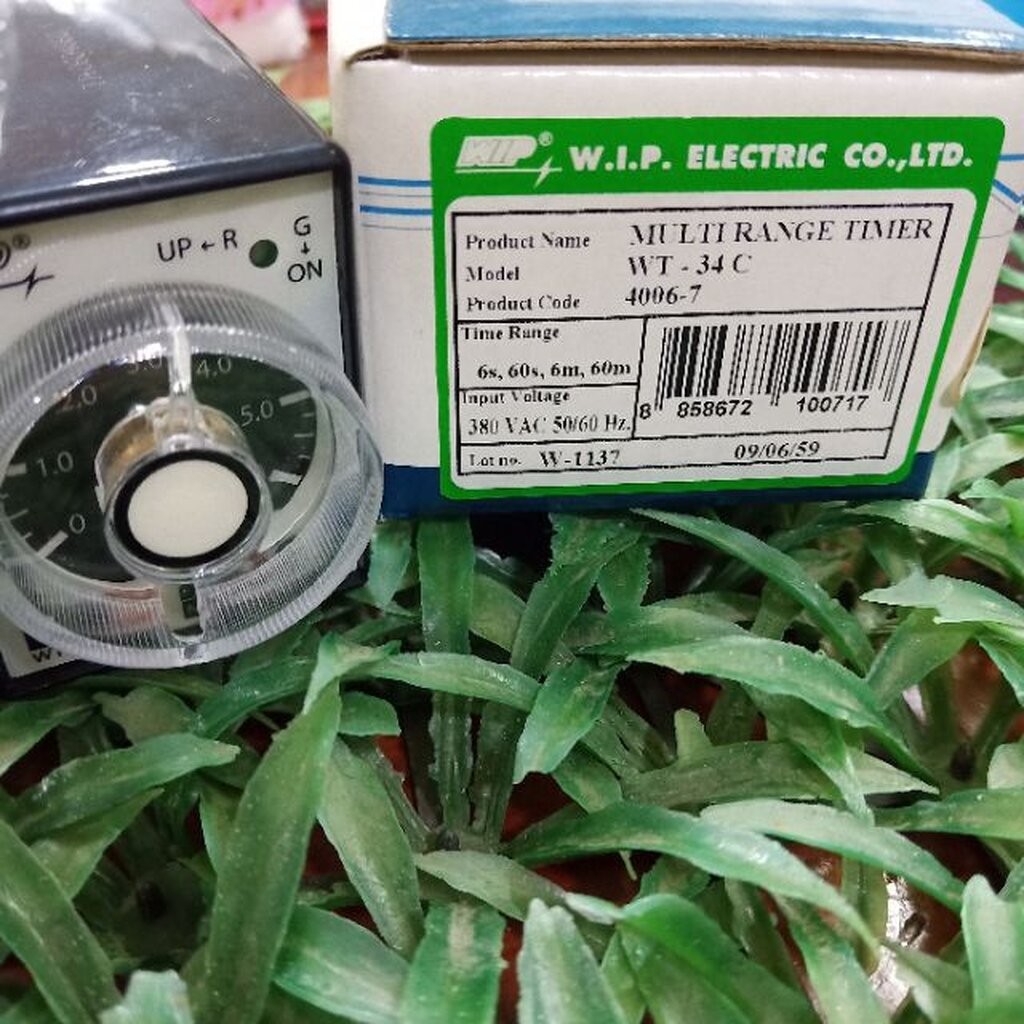 UP ← R
G
↓
ON
0
1.0
2.0
3.0
4.0
5.0
WIP® W.I.P. ELECTRIC CO.,LTD.
Product Name MULTI RANGE TIMER
Model WT - 34 C
Product Code 4006-7
Time Range
6s, 60s, 6m, 60m
Input Voltage
380 VAC 50/60 Hz.
8 858672 100717
Lot no. W-1137 09/06/59